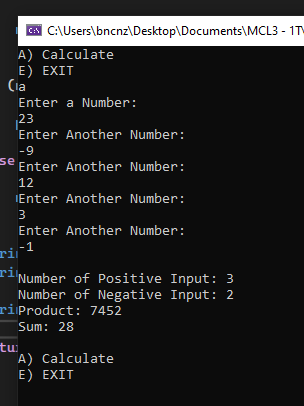 C:\Users\bncnz\Desktop\Documents\MCL3 - 1T\
A) Calculate
E) EXIT
a
Enter a Number:
23
Enter Another Number:
-9
Enter Another Number:
12
Enter Another Number:
3
Enter Another Number:
-1
Number of Positive Input: 3
Number of Negative Input: 2
Product: 7452
Sum: 28
A) Calculate
E) EXIT